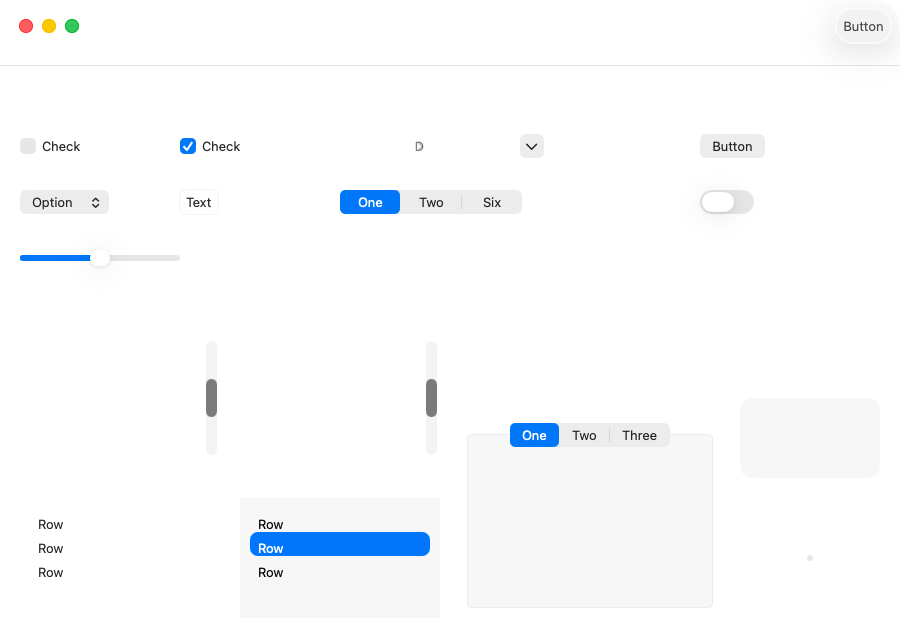 Button
Check
Check
Button
Option
Text
One Two Six
One Two Three
Row
Row
Row
Row
Row
Row